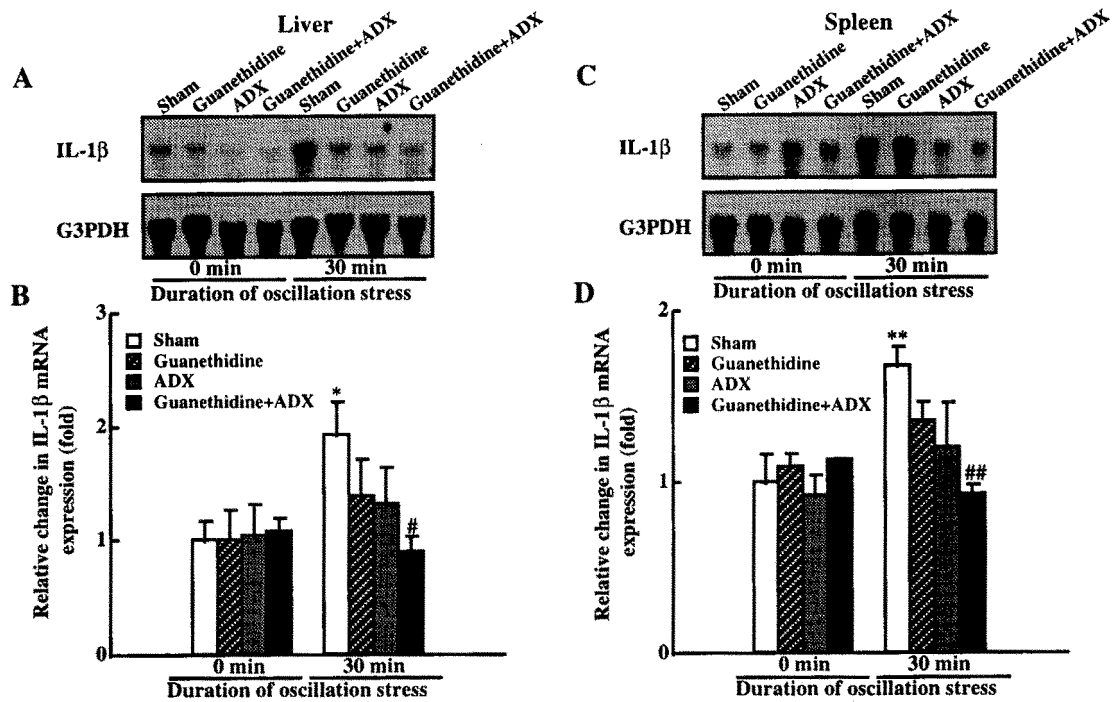 Liver
A
Sham
Guanethidine
ADX
Guanethidine+ADX
Sham
Guanethidine
ADX
Guanethidine+ADX
IL-1β
G3PDH
0 min
30 min
Duration of oscillation stress
B
Relative change in IL-1β mRNA
expression (fold)
3
2
1
0
Sham
Guanethidine
ADX
Guanethidine+ADX
*
#
0 min
30 min
Duration of oscillation stress
Spleen
C
Sham
Guanethidine
ADX
Guanethidine+ADX
Sham
Guanethidine
ADX
Guanethidine+ADX
IL-1β
G3PDH
0 min
30 min
Duration of oscillation stress
D
Relative change in IL-1β mRNA
expression (fold)
2
1
0
Sham
Guanethidine
ADX
Guanethidine+ADX
**
##
0 min
30 min
Duration of oscillation stress